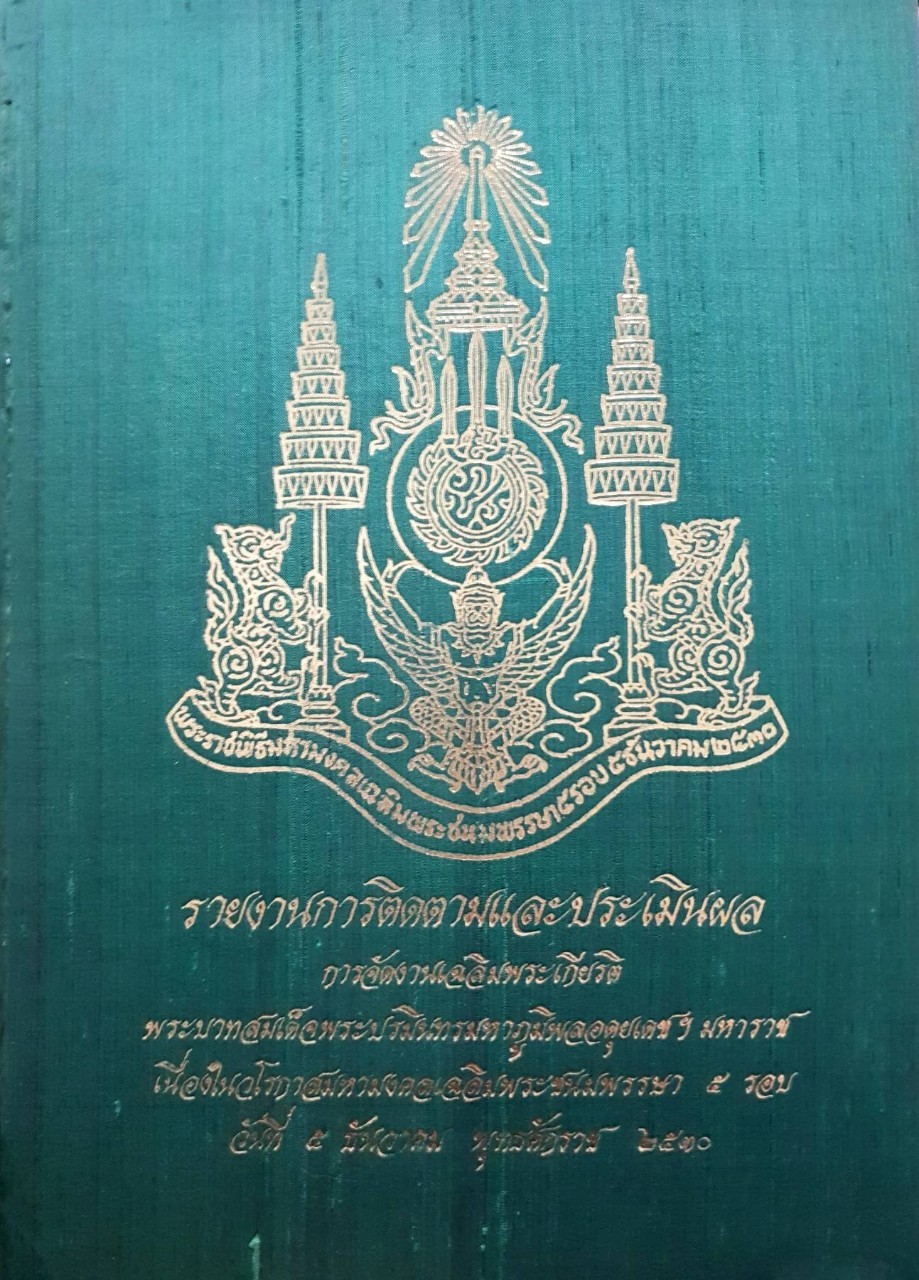 พระราชพิธีมหามงคลเฉลิมพระชนมพรรษา ๕ รอบ ๕ ธันวาคม ๒๕๓๐
รายงานการติดตามและประเมินผล
การจัดงานเฉลิมพระเกียรติ
พระบาทสมเด็จพระปรมินทรมหาภูมิพลอดุยเดชฯ มหาราช
เนื่องในวโรกาสมหามงคลเฉลิมพระชนมพรรษา ๕ รอบ
วันที่ ๕ ธันวาคม พุทธศักราช ๒๕๓๐